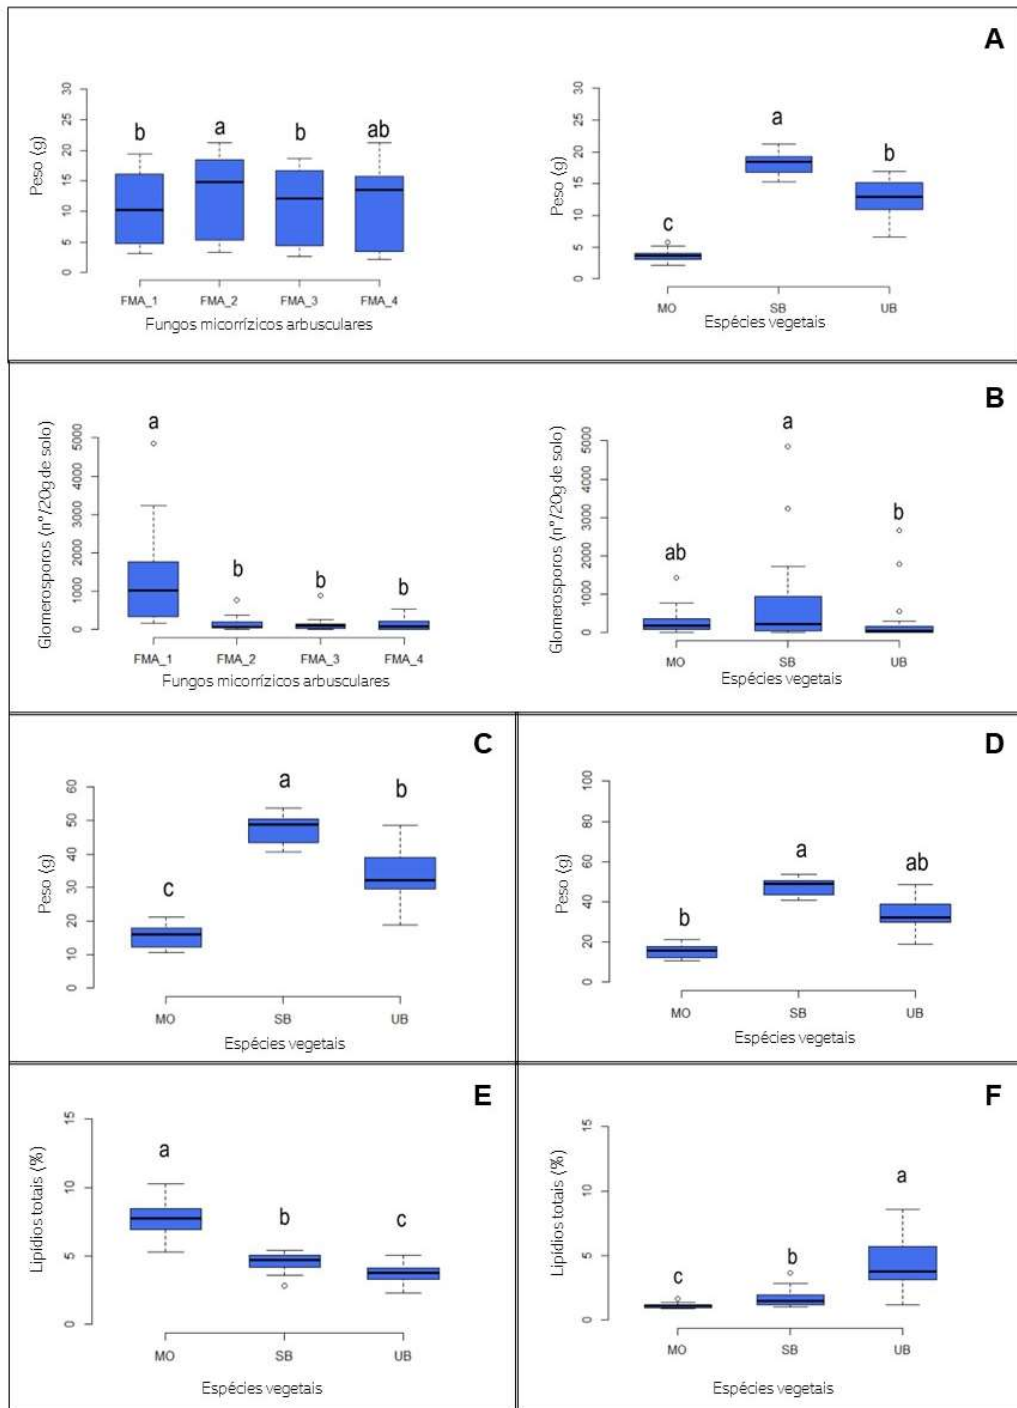 A
Peso (g)
0 5 10 15 20 25 30
b a b ab
FMA_1 FMA_2 FMA_3 FMA_4
Fungos micorrízicos arbusculares
Peso (g)
0 5 10 15 20 25 30
c a b
MO SB UB
Espécies vegetais
B
Glomerosporos (n°/20g de solo)
0 1000 2000 3000 4000 5000
a b b b
FMA_1 FMA_2 FMA_3 FMA_4
Fungos micorrízicos arbusculares
Glomerosporos (n°/20g de solo)
0 1000 2000 3000 4000 5000
ab a b
MO SB UB
Espécies vegetais
C
Peso (g)
0 10 20 30 40 50 60
c a b
MO SB UB
Espécies vegetais
D
Peso (g)
0 20 40 60 80 100
b a ab
MO SB UB
Espécies vegetais
E
Lipídios totais (%)
0 5 10 15
a b c
MO SB UB
Espécies vegetais
F
Lipídios totais (%)
0 5 10 15
c b a
MO SB UB
Espécies vegetais